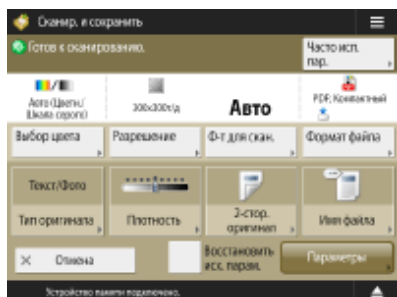 Сканир. и сохранить
Готов к сканированию.
Часто исп.
пар.
Авто (Цветн./
Шкала серого)
300x300т/д
Авто
PDF; Компактный
Выбор цвета
Разрешение
Ф-т для скан.
Формат файла
Текст/Фото
Тип оригинала
Плотность
2-стор.
оригинал
Имя файла
Отмена
Восстановить
исх. парам.
Параметры
Устройство памяти подключено.